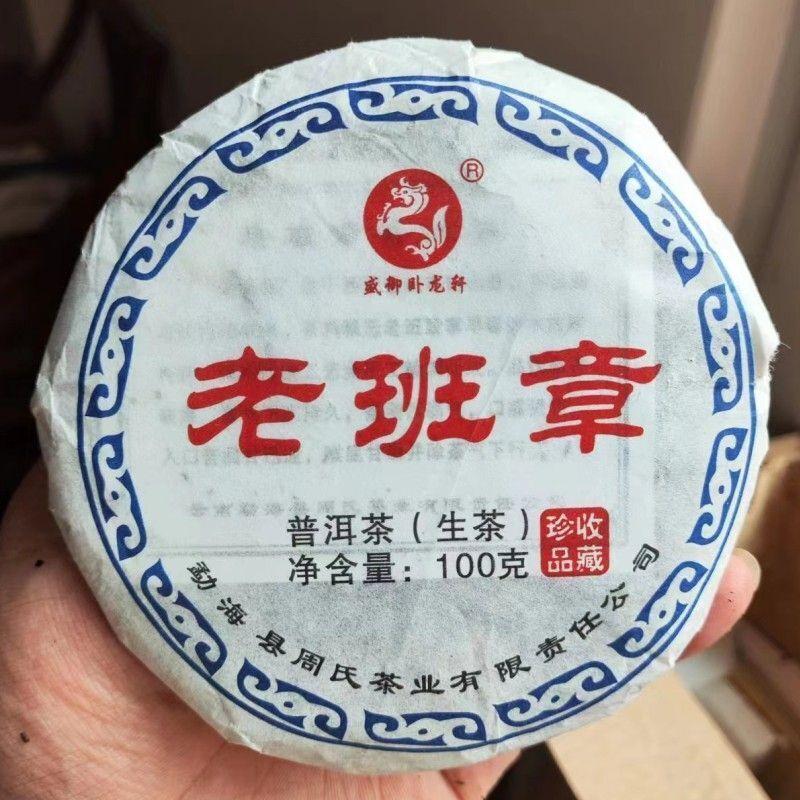 ®
盛御卧龙轩
老班章
普洱茶（生茶）
净含量：100克
收藏
珍品
勐海县周氏茶业有限责任公司